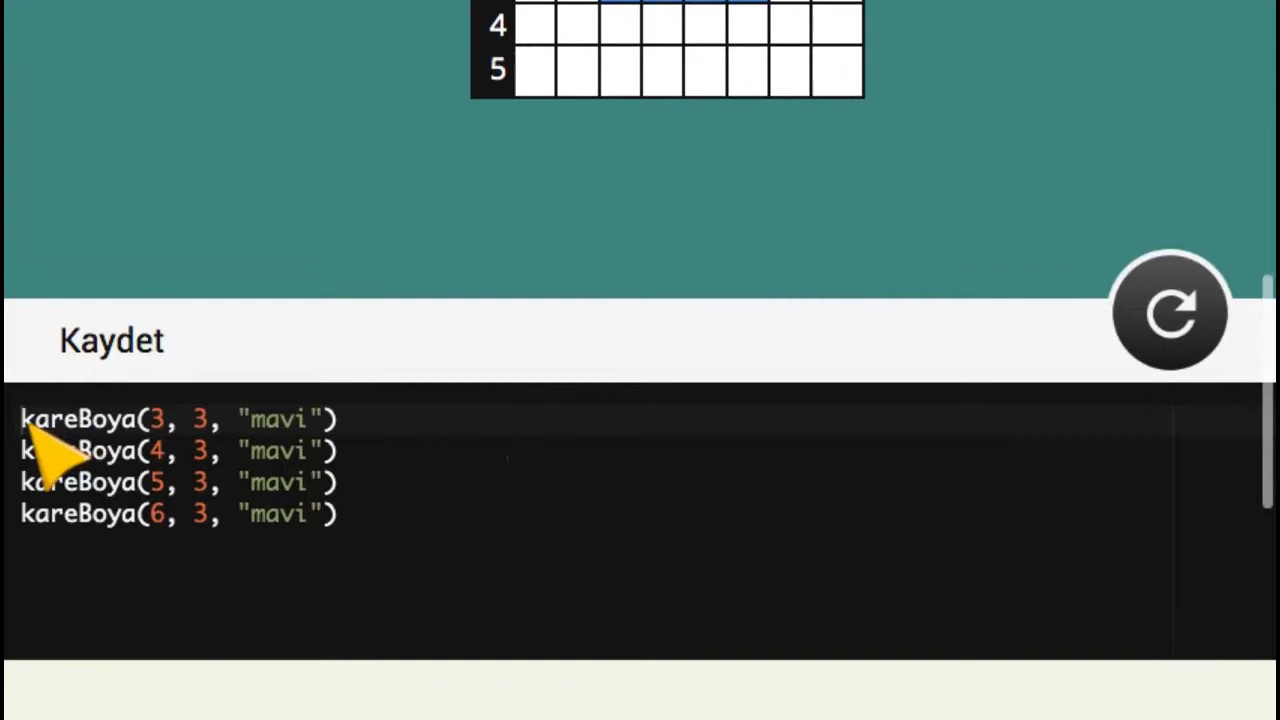 4
5
Kaydet
kareBoya(3, 3, "mavi")
kareBoya(4, 3, "mavi")
kareBoya(5, 3, "mavi")
kareBoya(6, 3, "mavi")